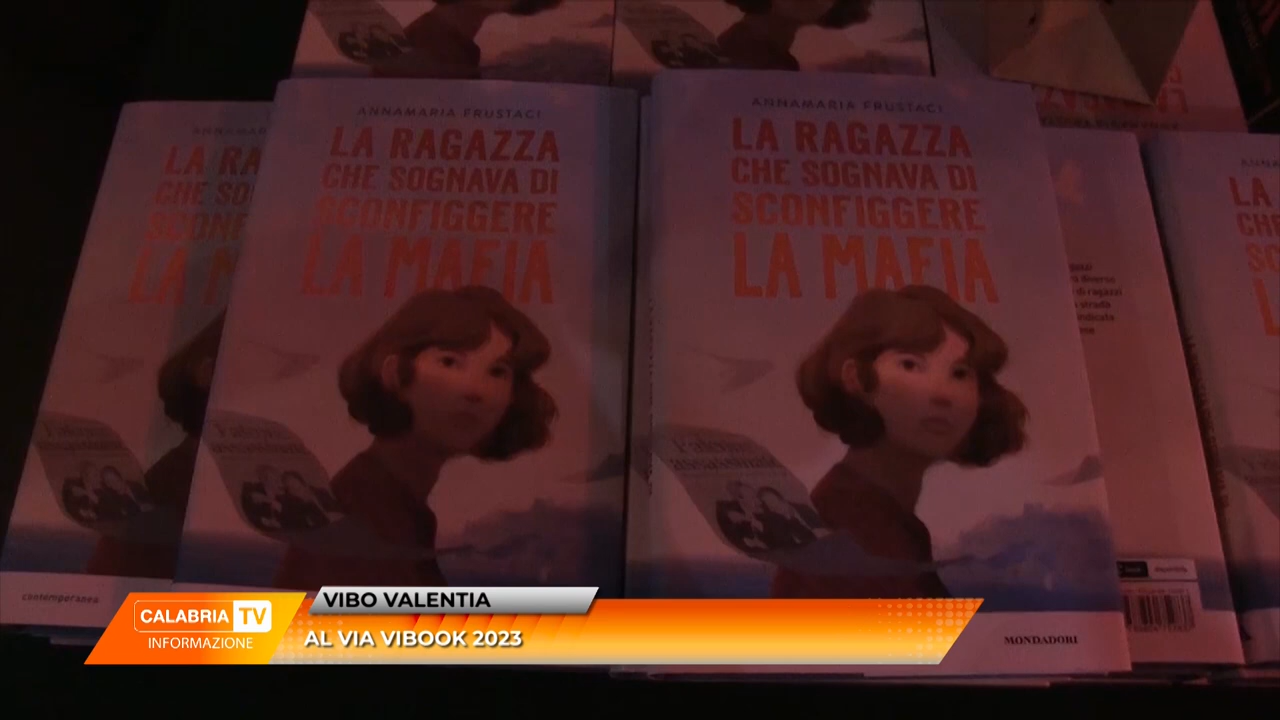 ANNAMARIA FRUSTACI
LA RAGAZZA
CHE SOGNAVA DI
SCONFIGGERE
LA MAFIA
ANNAMARIA FRUSTACI
LA RAGAZZA
CHE SOGNAVA DI
SCONFIGGERE
LA MAFIA
contemporanea
MONDADORI
VIBO VALENTIA
CALABRIA TV
INFORMAZIONE
AL VIA VIBOOK 2023